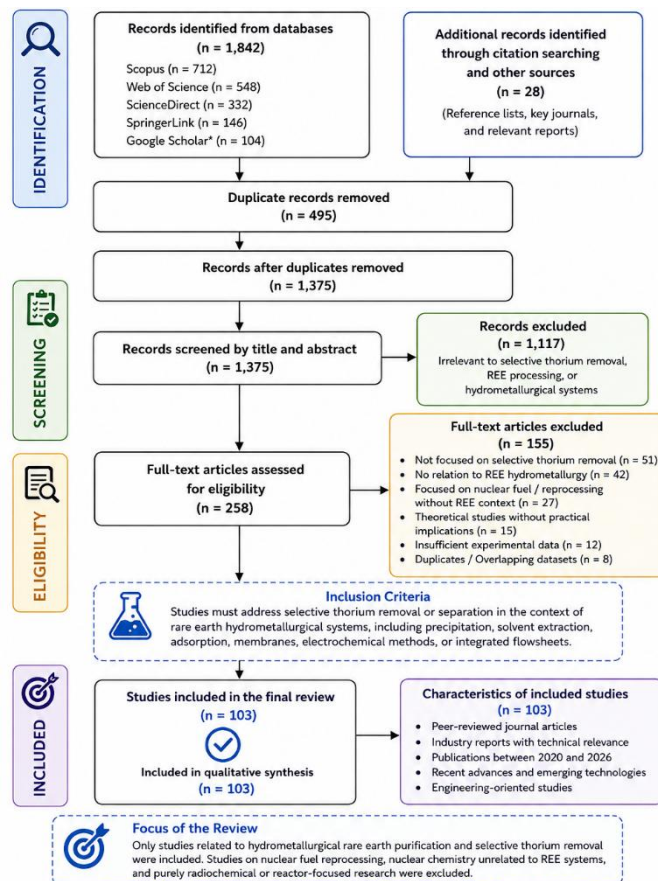 IDENTIFICATION
Records identified from databases
(n = 1,842)
Scopus (n = 712)
Web of Science (n = 548)
ScienceDirect (n = 332)
SpringerLink (n = 146)
Google Scholar* (n = 104)
Additional records identified
through citation searching
and other sources
(n = 28)
(Reference lists, key journals,
and relevant reports)
Duplicate records removed
(n = 495)
Records after duplicates removed
(n = 1,375)
SCREENING
Records screened by title and abstract
(n = 1,375)
Records excluded
(n = 1,117)
Irrelevant to selective thorium removal,
REE processing, or
hydrometallurgical systems
ELIGIBILITY
Full-text articles assessed
for eligibility
(n = 258)
Full-text articles excluded
(n = 155)
• Not focused on selective thorium removal (n = 51)
• No relation to REE hydrometallurgy (n = 42)
• Focused on nuclear fuel / reprocessing
without REE context (n = 27)
• Theoretical studies without practical
implications (n = 15)
• Insufficient experimental data (n = 12)
• Duplicates / Overlapping datasets (n = 8)
Inclusion Criteria
Studies must address selective thorium removal or separation in the context of
rare earth hydrometallurgical systems, including precipitation, solvent extraction,
adsorption, membranes, electrochemical methods, or integrated flowsheets.
INCLUDED
Studies included in the final review
(n = 103)
Included in qualitative synthesis
(n = 103)
Characteristics of included studies
(n = 103)
• Peer-reviewed journal articles
• Industry reports with technical relevance
• Publications between 2020 and 2026
• Recent advances and emerging technologies
• Engineering-oriented studies
Focus of the Review
Only studies related to hydrometallurgical rare earth purification and selective thorium removal
were included. Studies on nuclear fuel reprocessing, nuclear chemistry unrelated to REE systems,
and purely radiochemical or reactor-focused research were excluded.